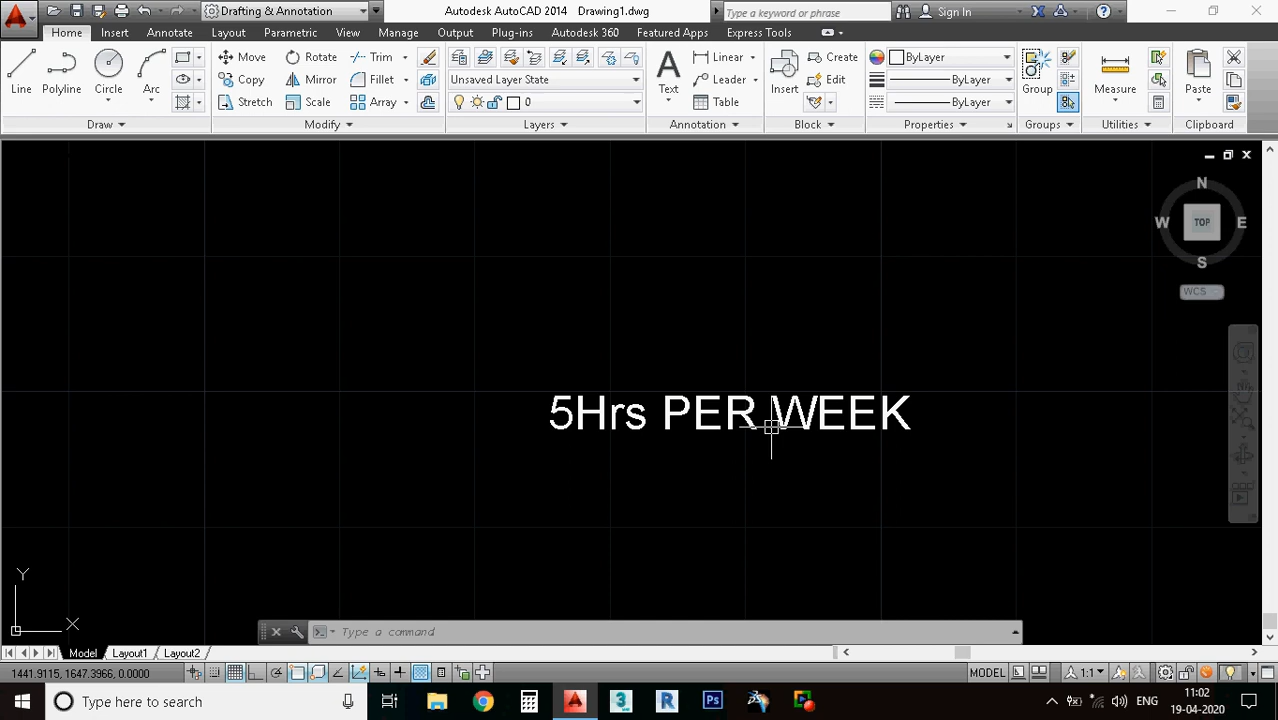 Drafting & Annotation
Autodesk AutoCAD 2014 Drawing1.dwg
Type a keyword or phrase
Sign In
Home Insert Annotate Layout Parametric View Manage Output Plug-ins Autodesk 360 Featured Apps Express Tools
Line Polyline Circle Arc
Move Rotate Trim
Copy Mirror Fillet
Stretch Scale Array
Unsaved Layer State
0
Text
Linear
Leader
Table
Insert
Create
Edit
ByLayer
ByLayer
ByLayer
Group
Measure
Paste
Draw Modify Layers Annotation Block Properties Groups Utilities Clipboard
N
W TOP E
S
WCS
5Hrs PER WEEK
Y
X
Type a command
Model Layout1 Layout2
1441.9115, 1647.3966, 0.0000
MODEL
1:1
Type here to search
3
R
Ps
ENG
11:02
19-04-2020